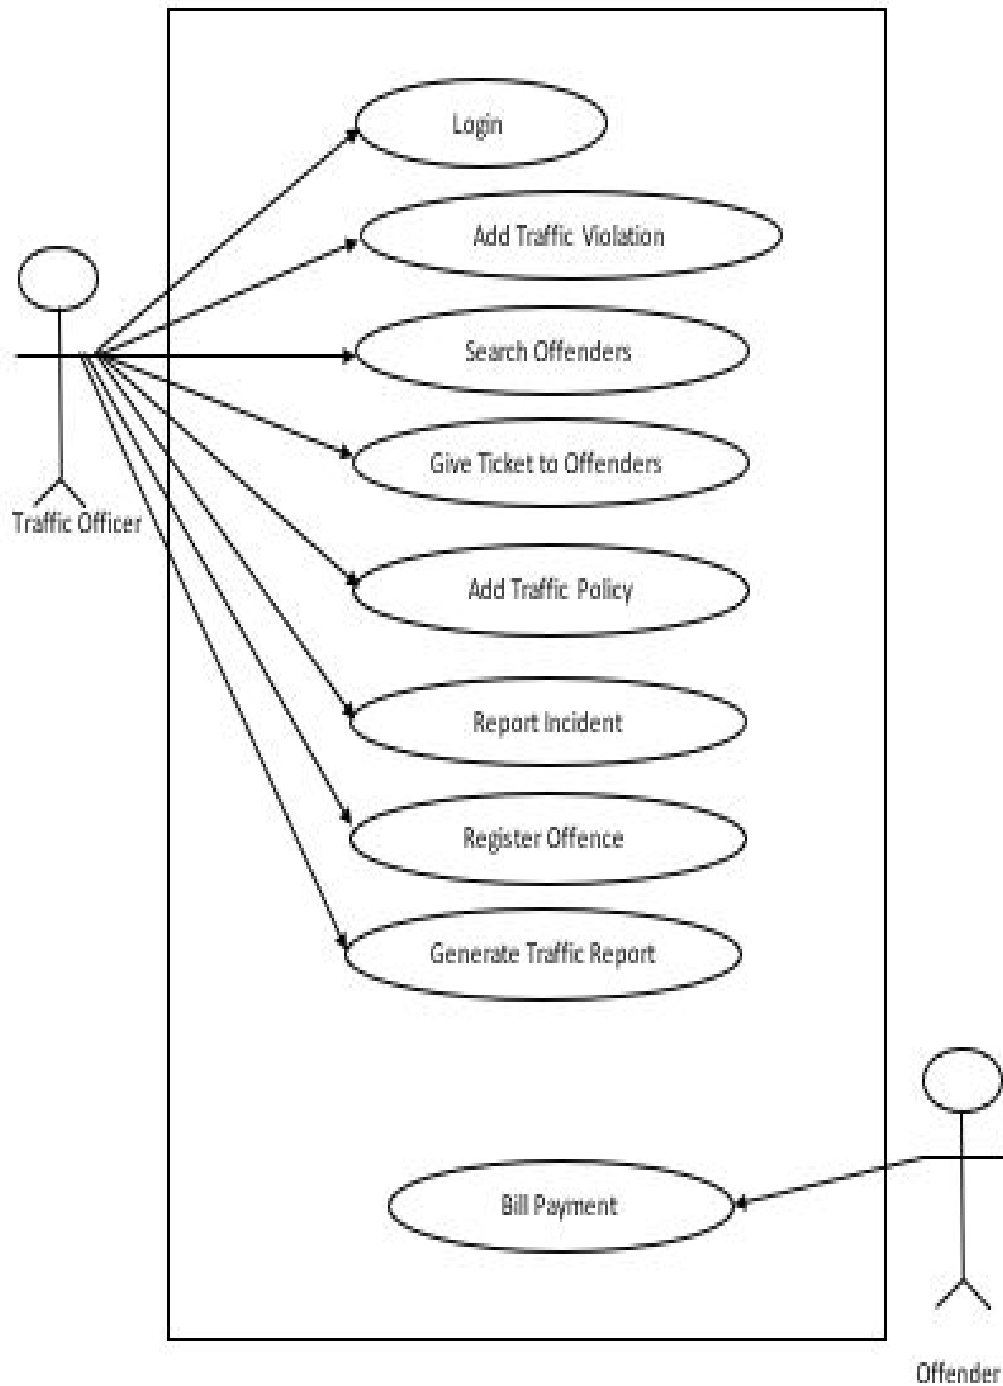 Login
Add Traffic Violation
Search Offenders
Give Ticket to Offenders
Traffic Officer
Add Traffic Policy
Report Incident
Register Offence
Generate Traffic Report
Bill Payment
Offender